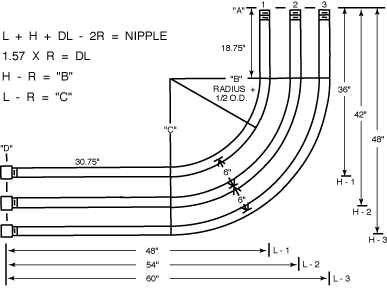 "A" 1 2 3
L + H + DL - 2R = NIPPLE
1.57 X R = DL
H - R = "B"
L - R = "C"
18.75"
"B"
RADIUS +
1/2 O.D.
36"
42"
48"
"C"
"D"
30.75"
6"
6"
H - 1
H - 2
H - 3
48" L - 1
54" L - 2
60" L - 3